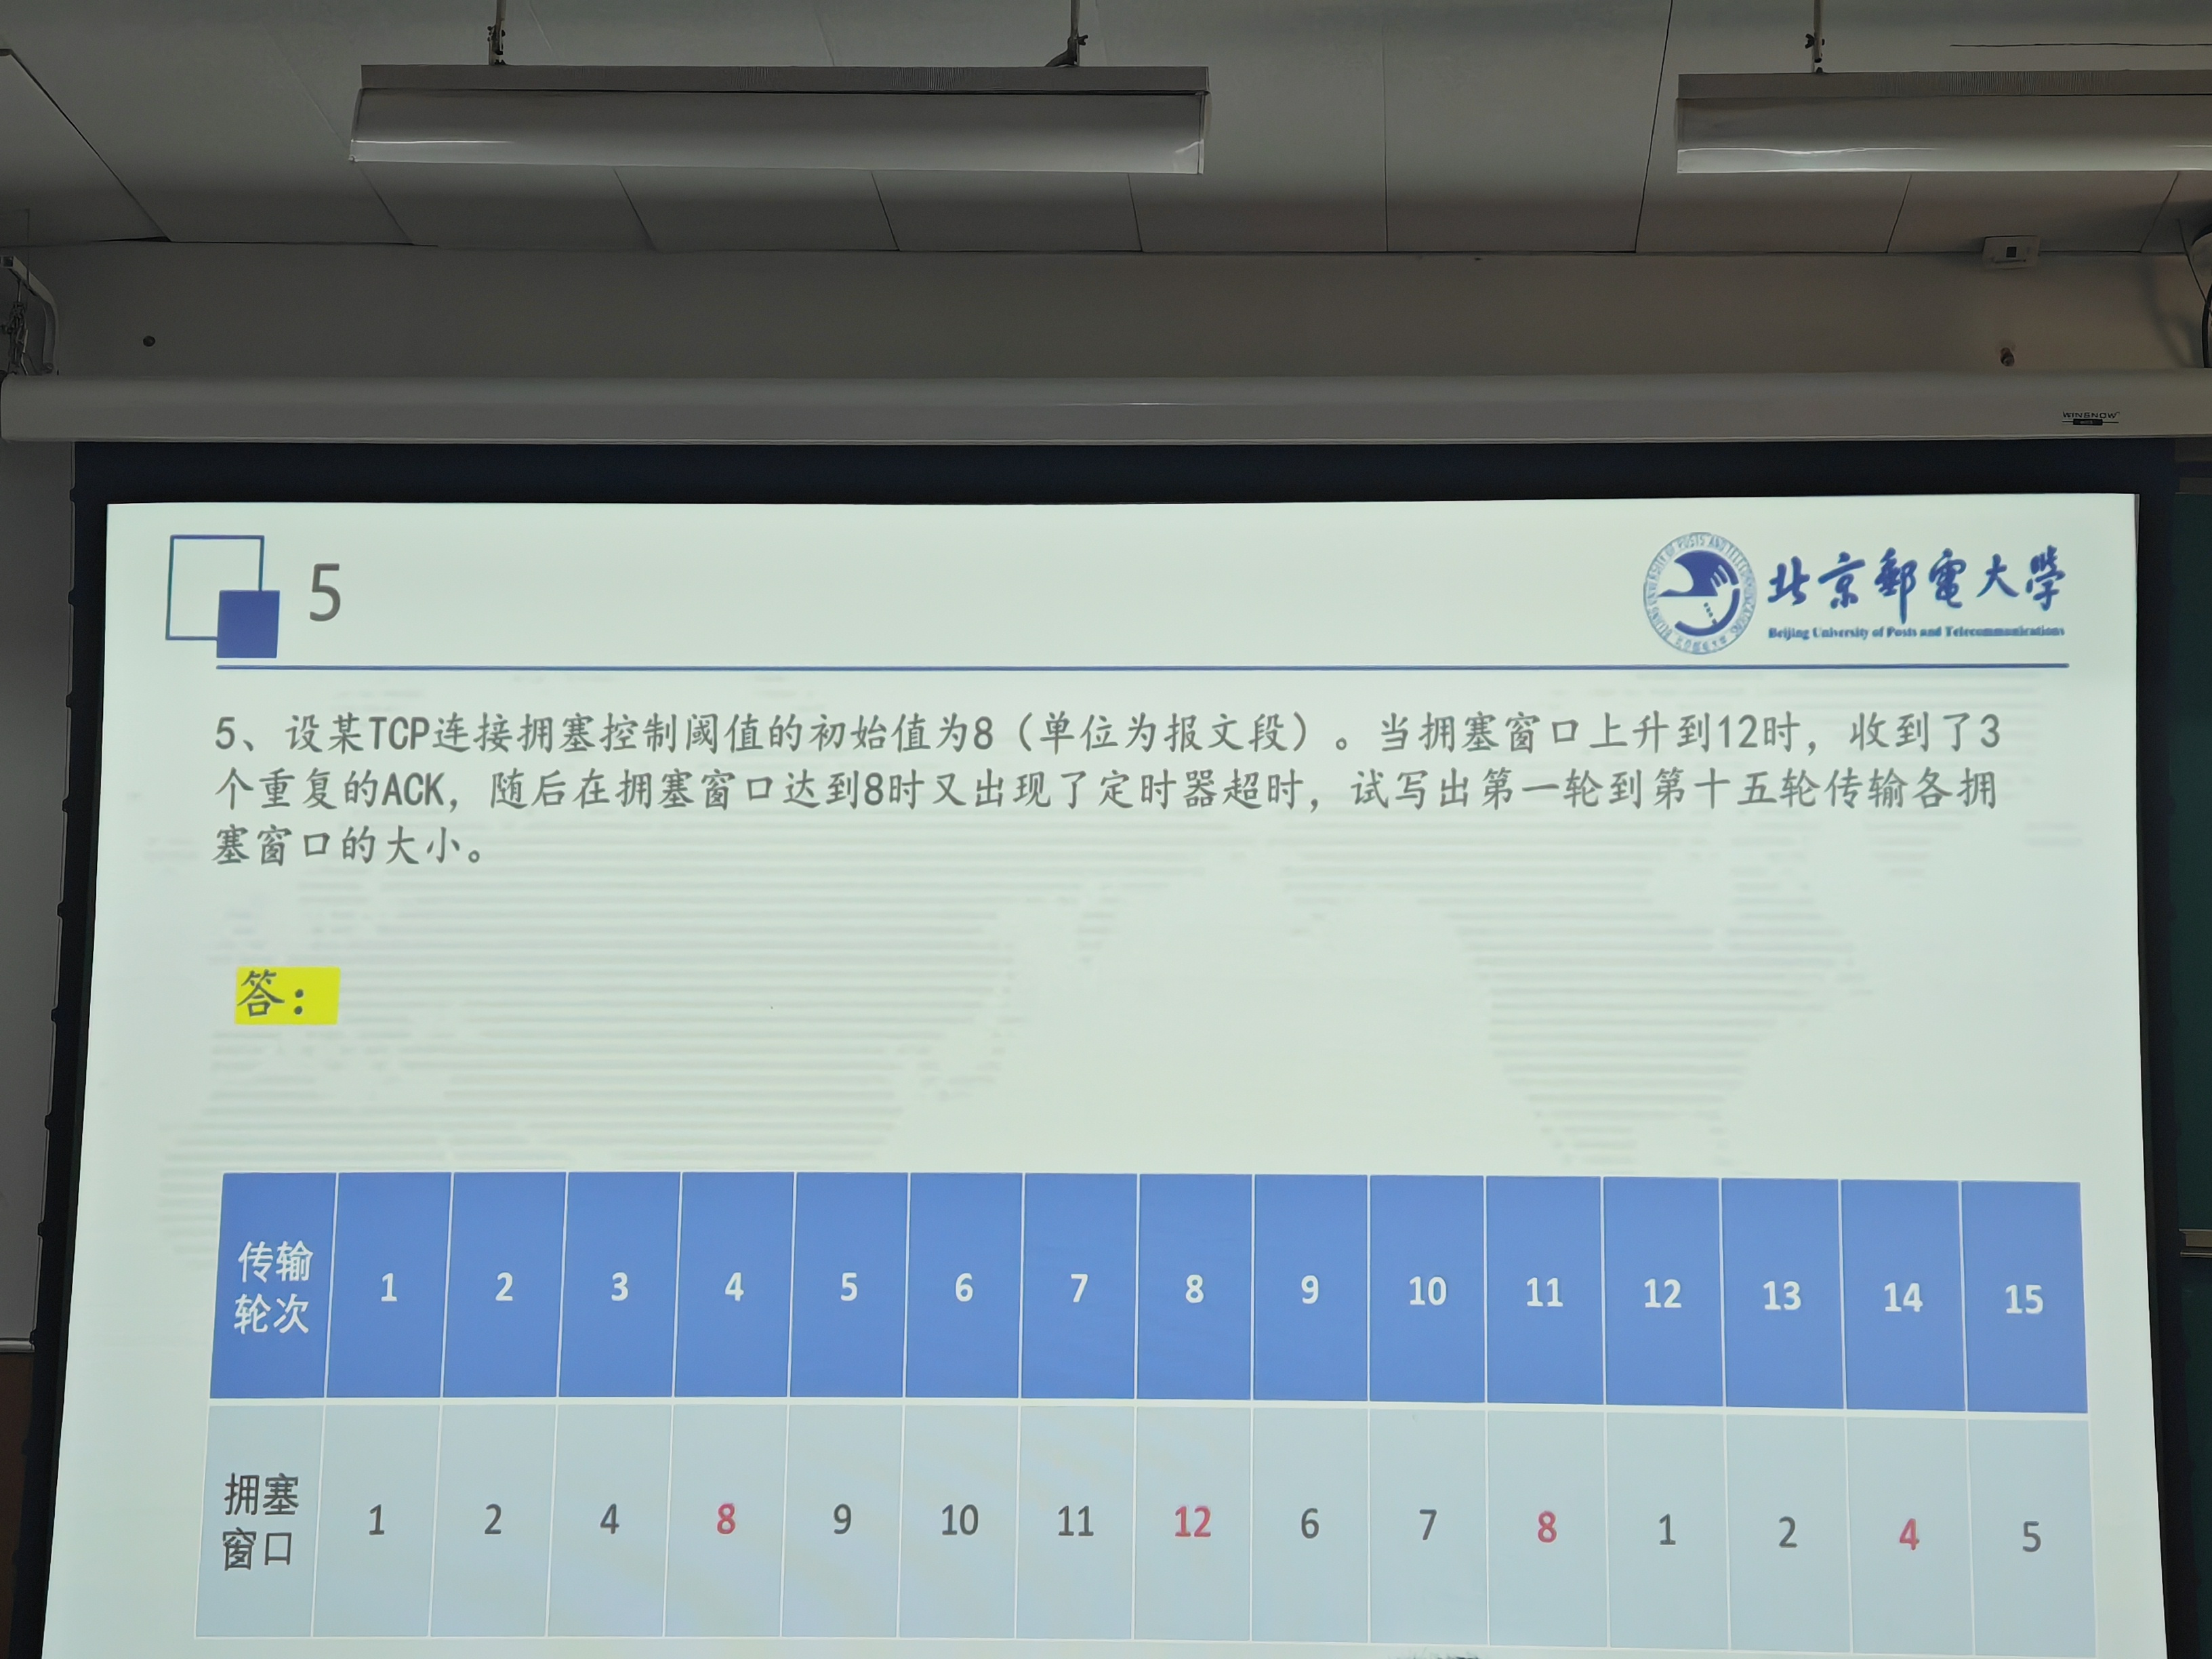 WINSNOW
5
北京郵電大學
Beijing University of Posts and Telecommunications
5、设某TCP连接拥塞控制阈值的初始值为8（单位为报文段）。当拥塞窗口上升到12时，收到了3
个重复的ACK，随后在拥塞窗口达到8时又出现了定时器超时，试写出第一轮到第十五轮传输各拥
塞窗口的大小。
答：
传输
轮次 1 2 3 4 5 6 7 8 9 10 11 12 13 14 15
拥塞
窗口 1 2 4 8 9 10 11 12 6 7 8 1 2 4 5